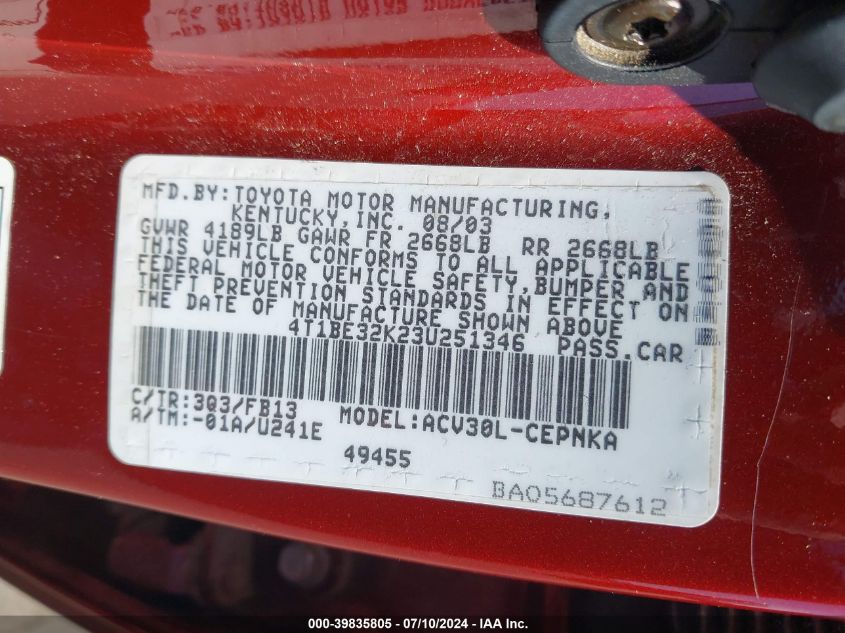 MFD.BY:TOYOTA MOTOR MANUFACTURING,
KENTUCKY,INC. 08/03
GVWR 4189LB GAWR FR 2668LB RR 2668LB
THIS VEHICLE CONFORMS TO ALL APPLICABLE
FEDERAL MOTOR VEHICLE SAFETY,BUMPER AND
THEFT PREVENTION STANDARDS IN EFFECT ON
THE DATE OF MANUFACTURE SHOWN ABOVE
4T1BE32K23U251346 PASS.CAR
C/TR:3Q3/FB13 MODEL:ACV30L-CEPNKA
A/TM:-01A/U241E
49455
BA05687612
000-39835805 - 07/10/2024 - IAA Inc.